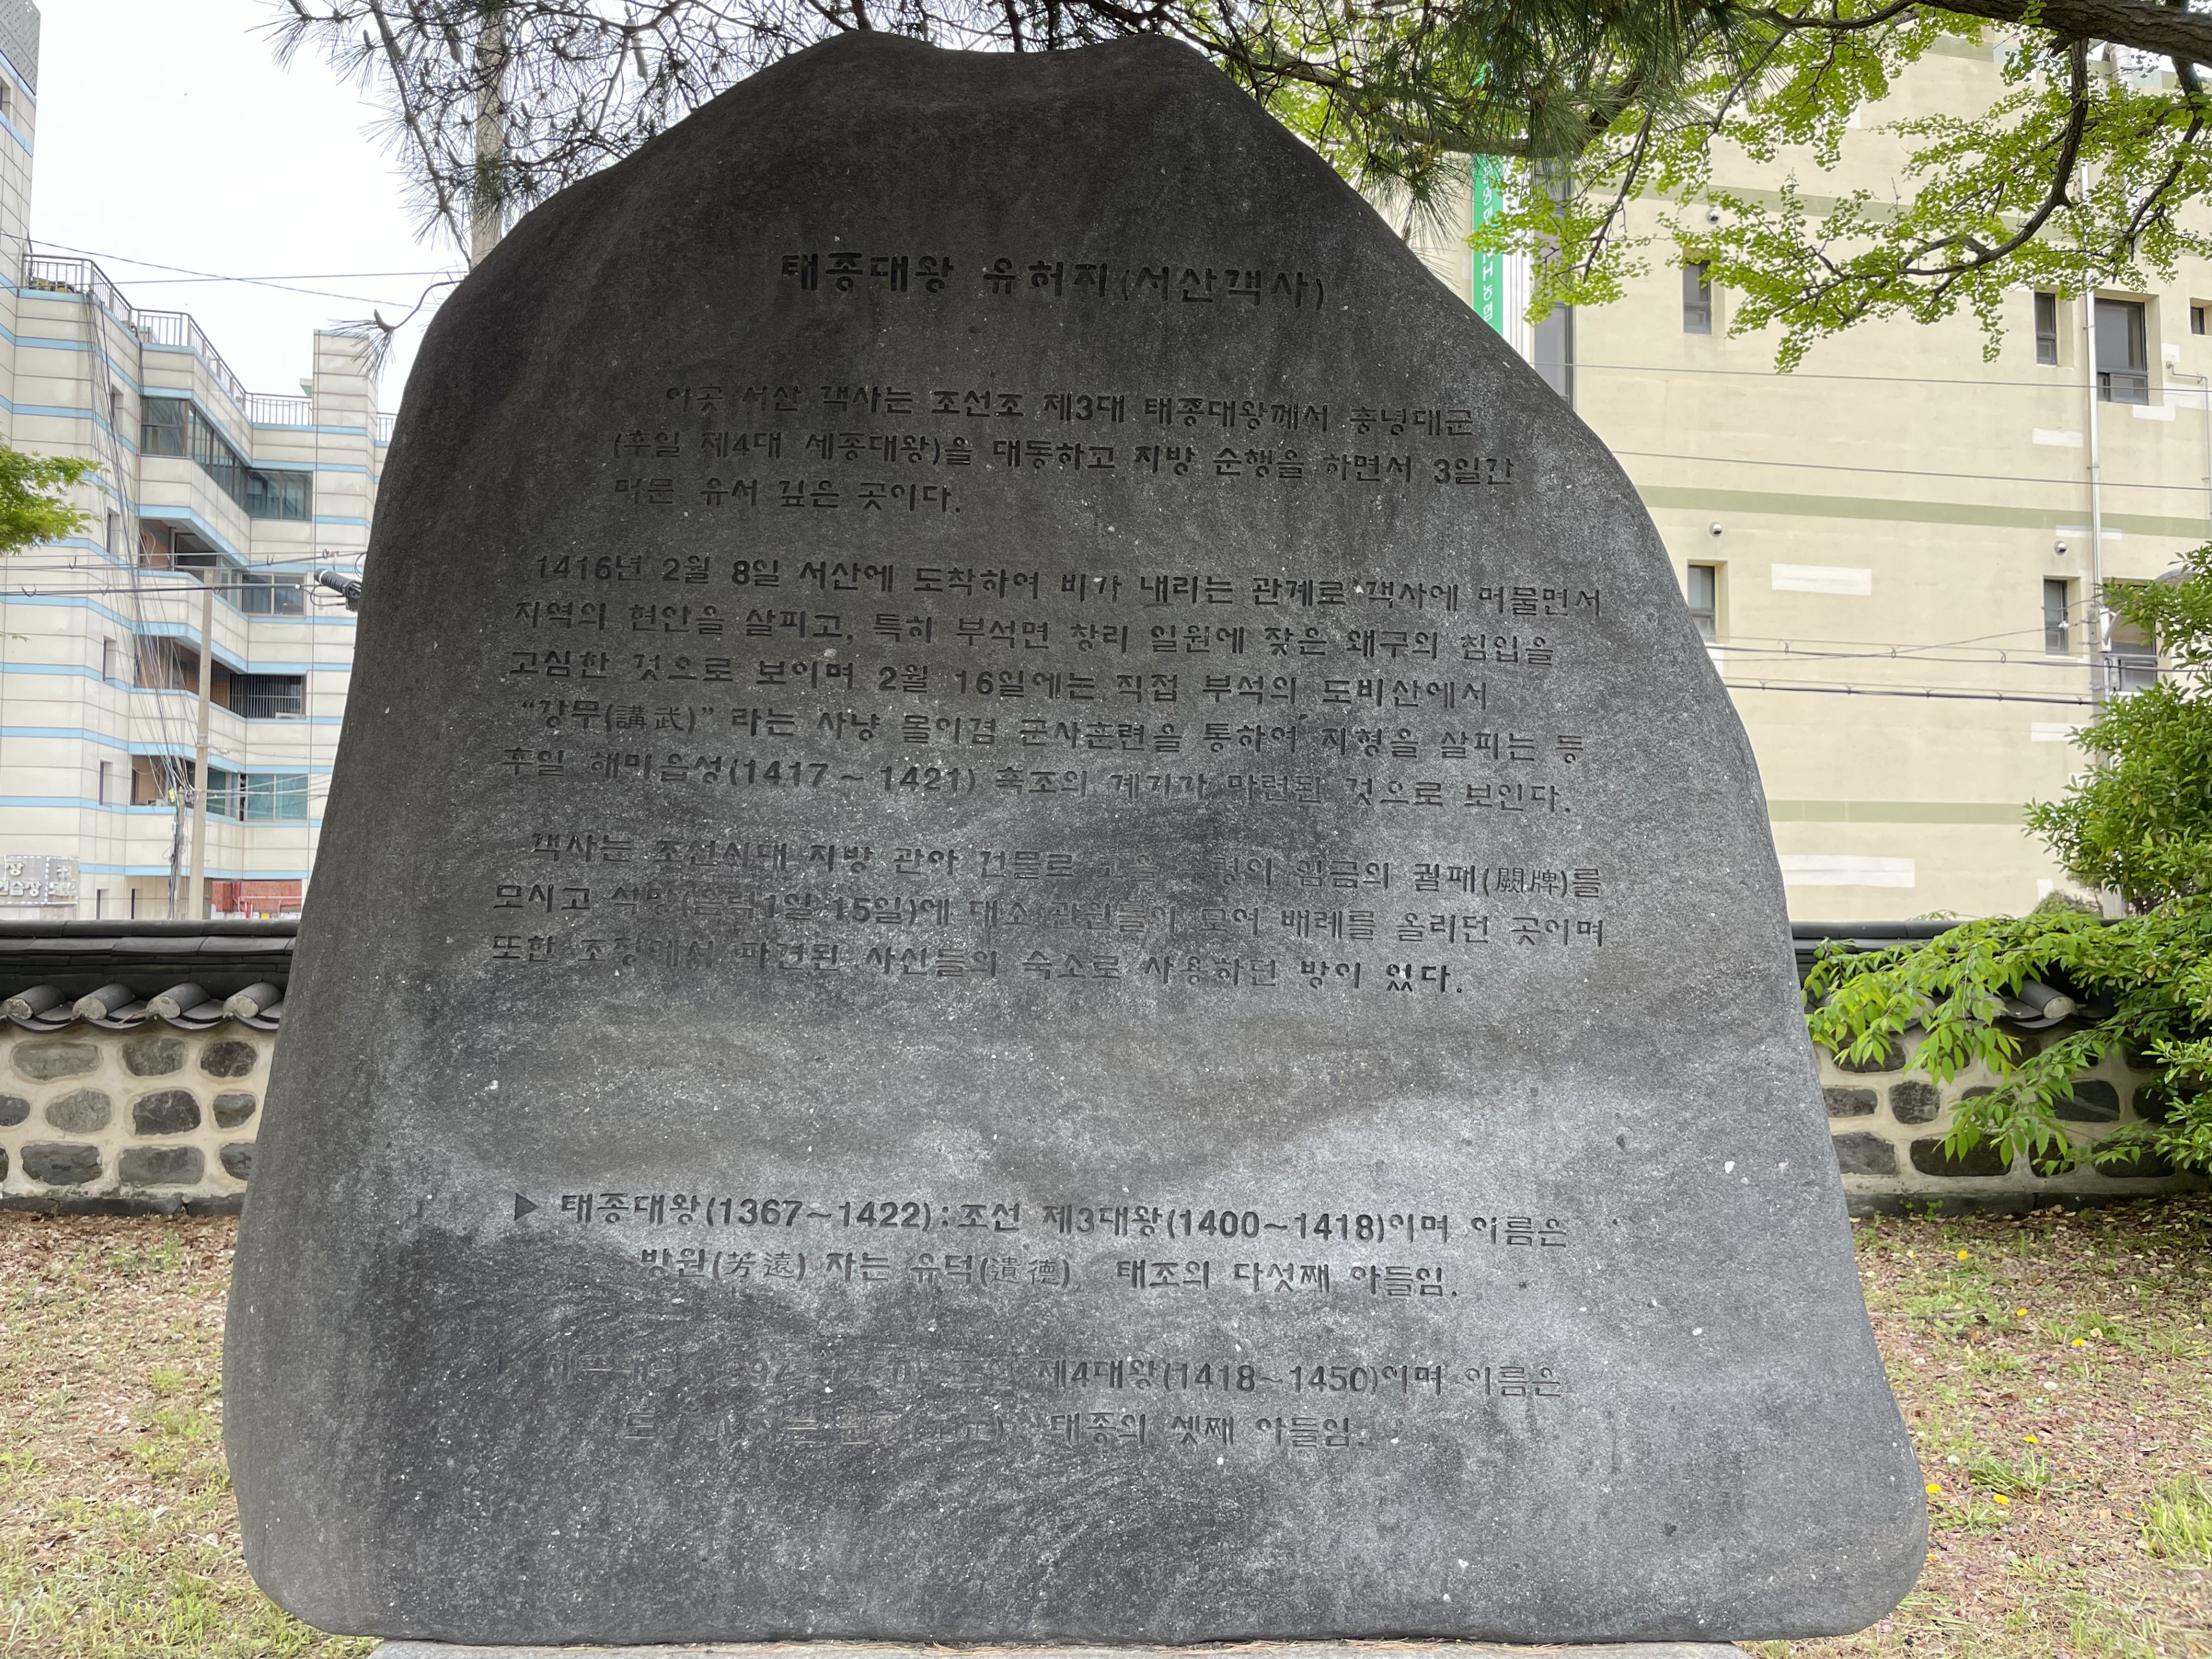 태종대왕 유허지(서산객사)
이곳 서산 객사는 조선조 제3대 태종대왕께서 충녕대군
(후일 제4대 세종대왕)을 대동하고 지방 순행을 하면서 3일간
머문 유서 깊은 곳이다.
1416년 2월 8일 서산에 도착하여 비가 내리는 관계로 객사에 머물면서
지역의 현안을 살피고, 특히 부석면 창리 일원에 잦은 왜구의 침입을
고심한 것으로 보이며 2월 16일에는 직접 부석의 도비산에서
“강무(講武)” 라는 사냥 몰이겸 군사훈련을 통하여 지형을 살피는 등
후일 해미읍성(1417 ~ 1421) 축조의 계기가 마련된 것으로 보인다.
객사는 조선시대 지방 관아 건물로 고을 임금의 궐패(闕牌)를
모시고 1일 15일)에 대소 관원들이 모여 배례를 올리던 곳이며
또한 조정에서 파견된 사신들의 숙소로 사용하던 방이 있다.
▶ 태종대왕(1367~1422) : 조선 제3대왕(1400~1418)이며 이름은
방원(芳遠) 자는 유덕(遺德), 태조의 다섯째 아들임.
조선 제4대왕(1418~1450)이며 이름은
태종의 셋째 아들임.